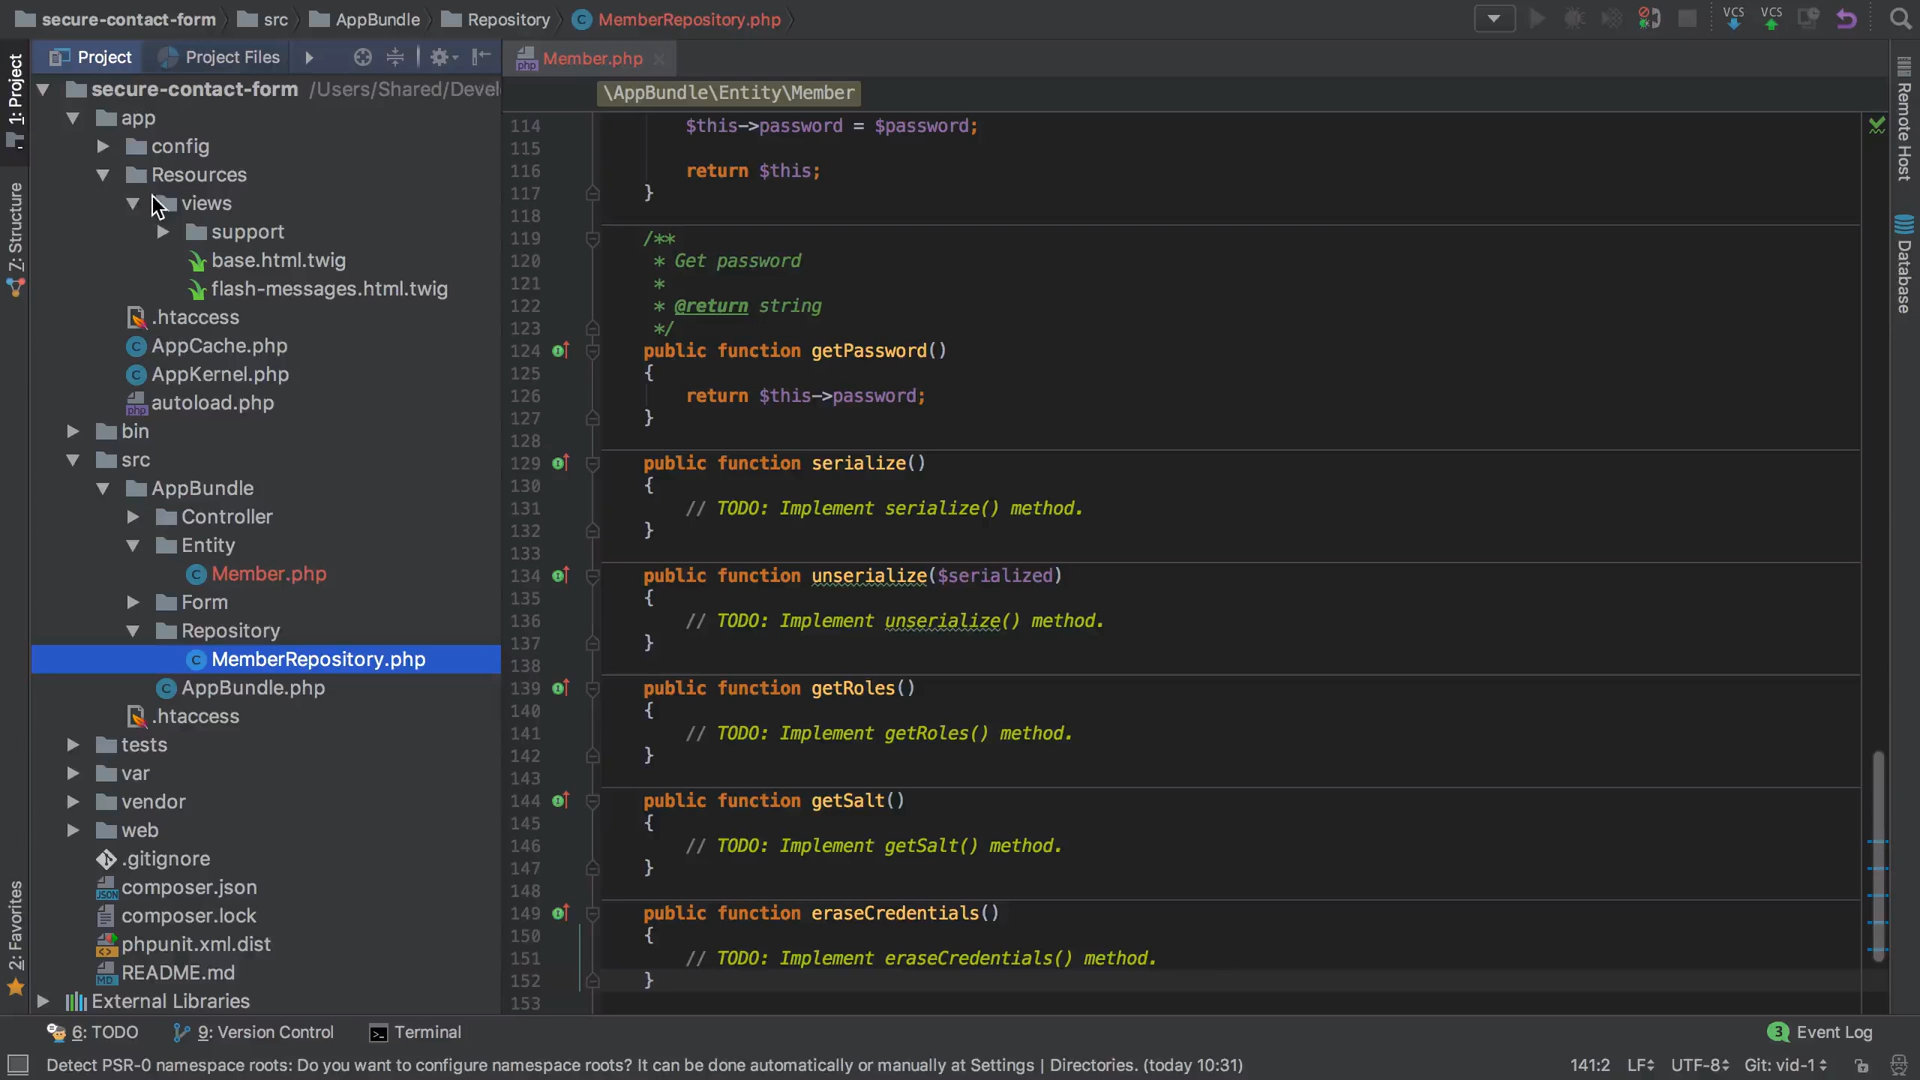 secure-contact-form src AppBundle Repository MemberRepository.php
VCS VCS
1: Project
Z: Structure
2: Favorites
Project Project Files
secure-contact-form /Users/Shared/Devel
app
config
Resources
views
support
base.html.twig
flash-messages.html.twig
.htaccess
AppCache.php
AppKernel.php
autoload.php
bin
src
AppBundle
Controller
Entity
Member.php
Form
Repository
MemberRepository.php
AppBundle.php
.htaccess
tests
var
vendor
web
.gitignore
composer.json
composer.lock
phpunit.xml.dist
README.md
External Libraries
Member.php
\AppBundle\Entity\Member
114 $this->password = $password;
115
116 return $this;
117 }
118
119 /**
120 * Get password
121 *
122 * @return string
123 */
124 public function getPassword()
125 {
126 return $this->password;
127 }
128
129 public function serialize()
130 {
131 // TODO: Implement serialize() method.
132 }
133
134 public function unserialize($serialized)
135 {
136 // TODO: Implement unserialize() method.
137 }
138
139 public function getRoles()
140 {
141 // TODO: Implement getRoles() method.
142 }
143
144 public function getSalt()
145 {
146 // TODO: Implement getSalt() method.
147 }
148
149 public function eraseCredentials()
150 {
151 // TODO: Implement eraseCredentials() method.
152 }
153
Remote Host
Database
6: TODO 9: Version Control Terminal 3 Event Log
Detect PSR-0 namespace roots: Do you want to configure namespace roots? It can be done automatically or manually at Settings | Directories. (today 10:31) 141:2 LF UTF-8 Git: vid-1